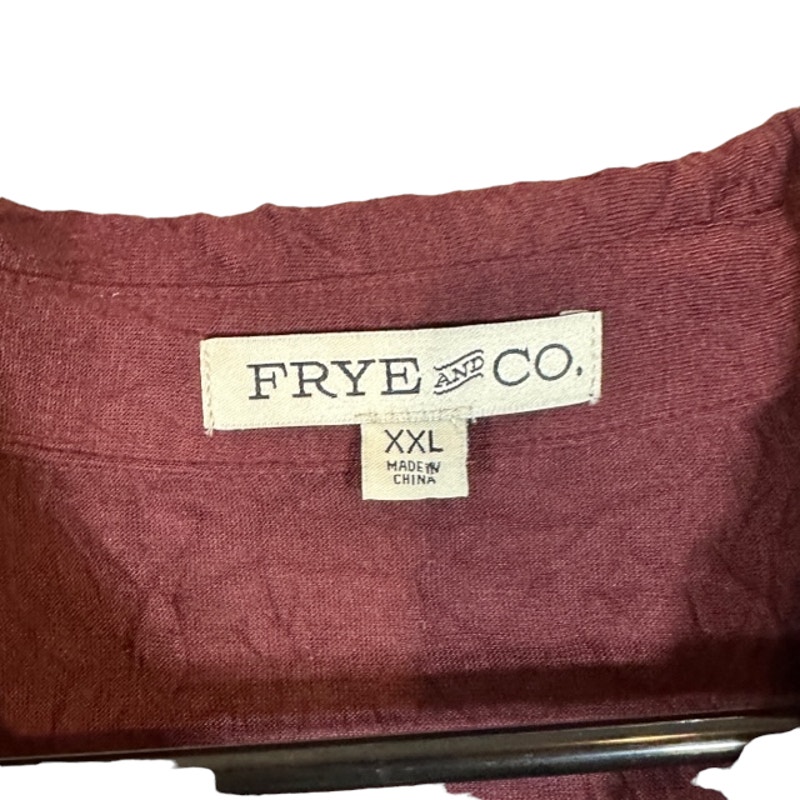 FRYE AND CO.
XXL
MADE IN
CHINA